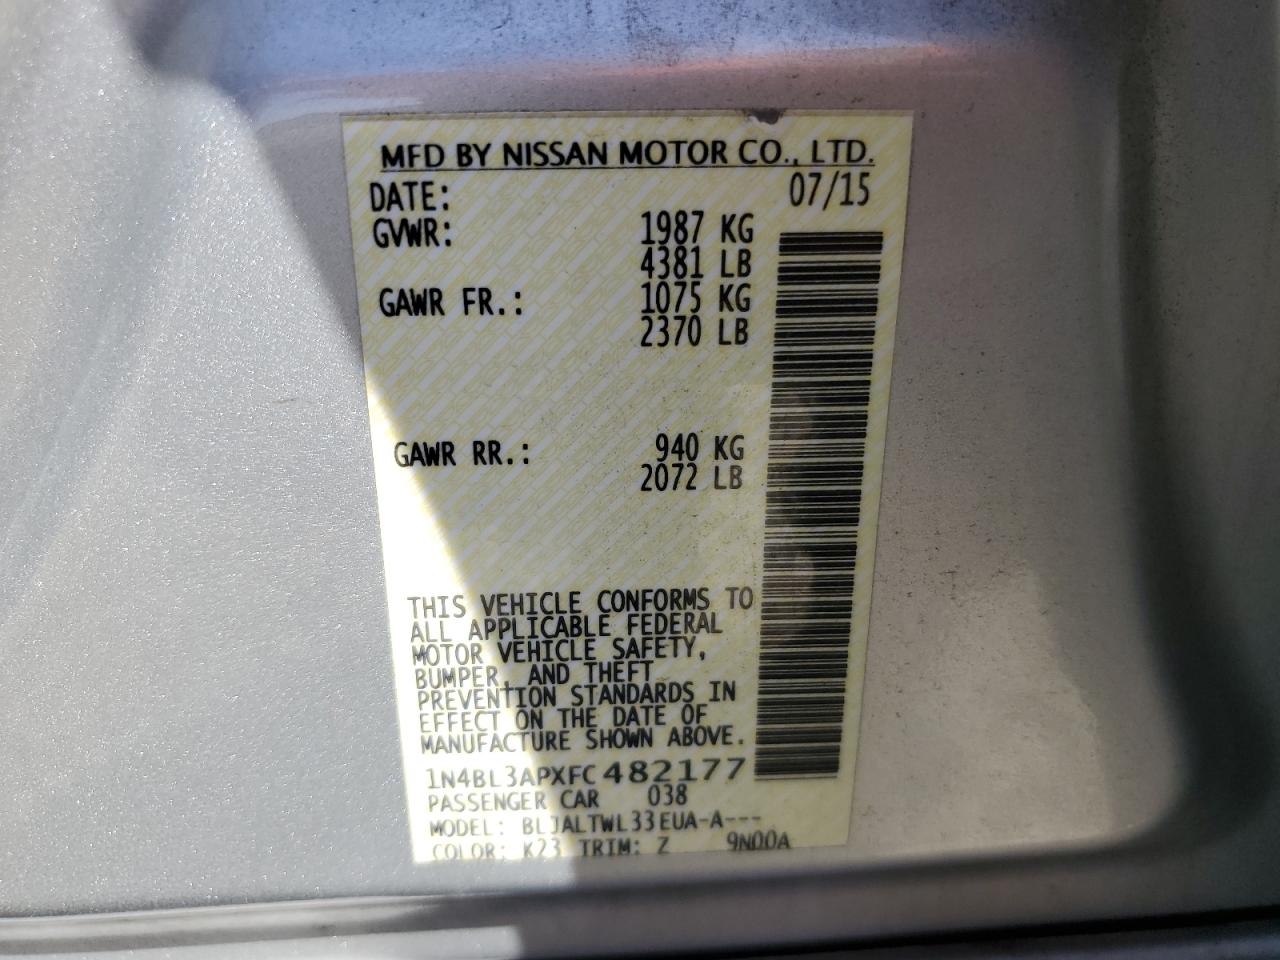 MFD BY NISSAN MOTOR CO., LTD.
DATE: 07/15
GVWR: 1987 KG
4381 LB
GAWR FR.: 1075 KG
2370 LB
GAWR RR.: 940 KG
2072 LB
THIS VEHICLE CONFORMS TO
ALL APPLICABLE FEDERAL
MOTOR VEHICLE SAFETY,
BUMPER, AND THEFT
PREVENTION STANDARDS IN
EFFECT ON THE DATE OF
MANUFACTURE SHOWN ABOVE.
1N4BL3APXFC482177
PASSENGER CAR 038
MODEL: BLJALTWL33EUA-A---
COLOR: K23 TRIM: Z 9N00A